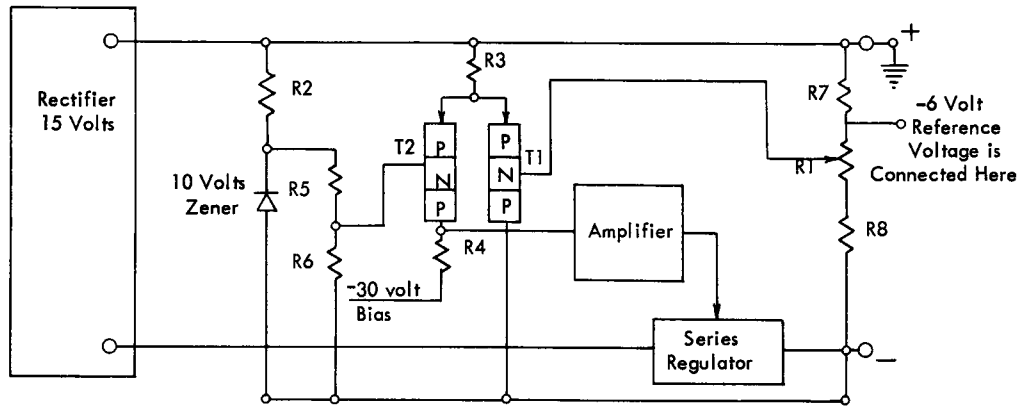 +
R3
R2
R7
Rectifier
15 Volts
-6 Volt
Reference
Voltage is
Connected Here
P
N
P
T2
P
N
P
T1
R1
10 Volts
Zener
R5
Amplifier
R8
R4
R6
-30 volt
Bias
Series
Regulator
—